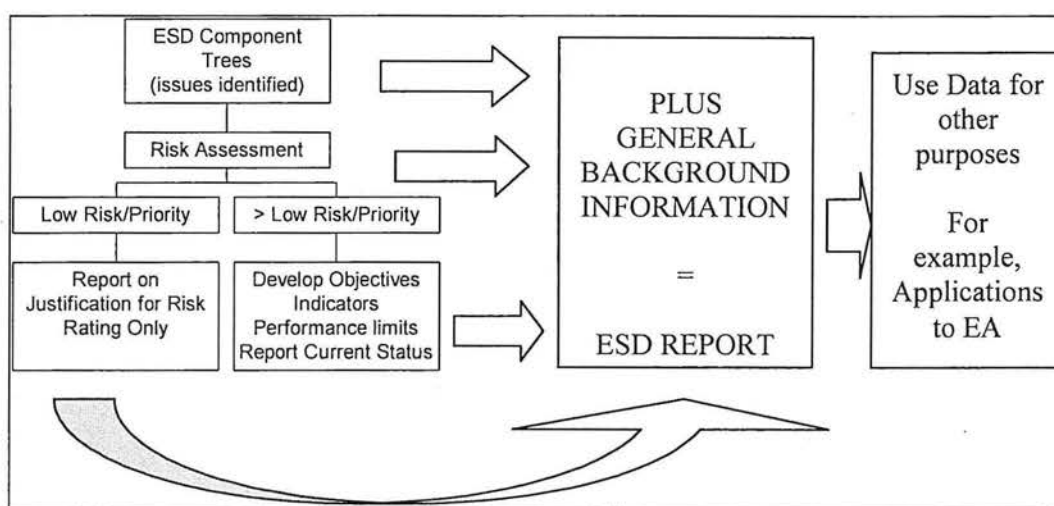 ESD Component
Trees
(issues identified)
Risk Assessment
Low Risk/Priority
> Low Risk/Priority
Report on
Justification for Risk
Rating Only
Develop Objectives
Indicators
Performance limits
Report Current Status
PLUS
GENERAL
BACKGROUND
INFORMATION
=
ESD REPORT
Use Data for
other
purposes
For
example,
Applications
to EA